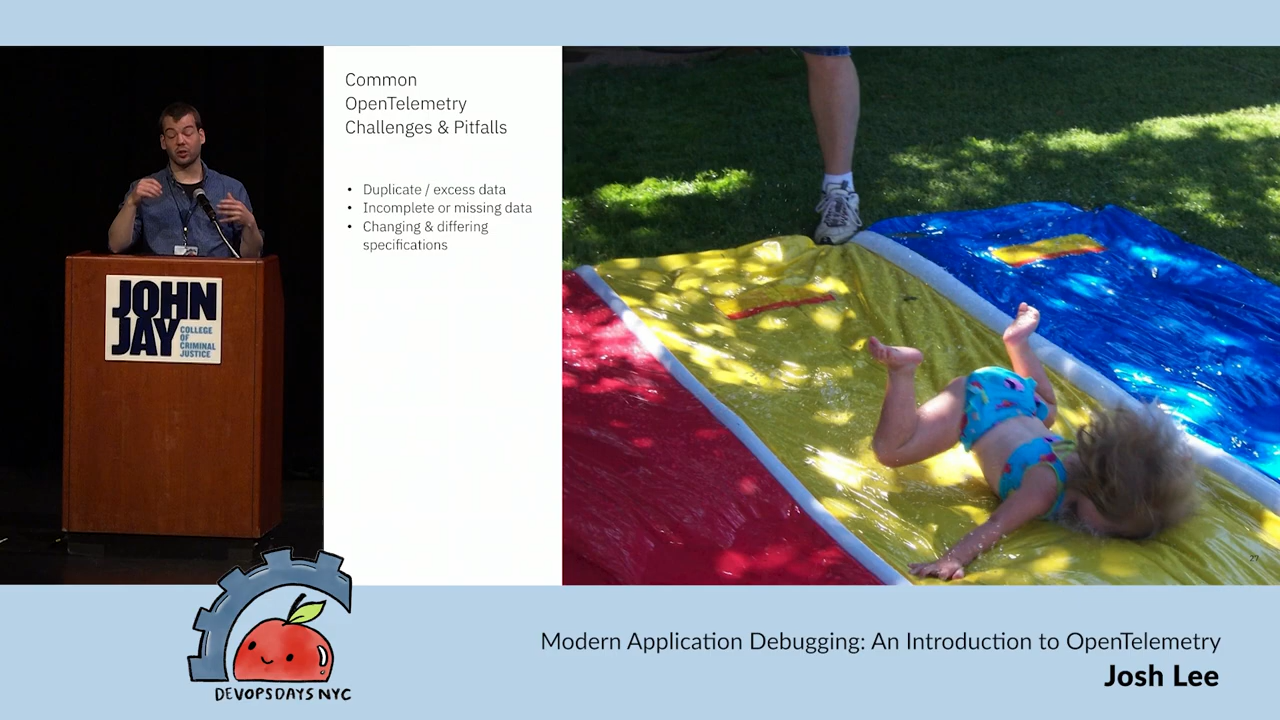 Common
OpenTelemetry
Challenges & Pitfalls
• Duplicate / excess data
• Incomplete or missing data
• Changing & differing
specifications
JOHN
JAY
COLLEGE
OF
CRIMINAL
JUSTICE
27
DEVOPSDAYS NYC
Modern Application Debugging: An Introduction to OpenTelemetry
Josh Lee